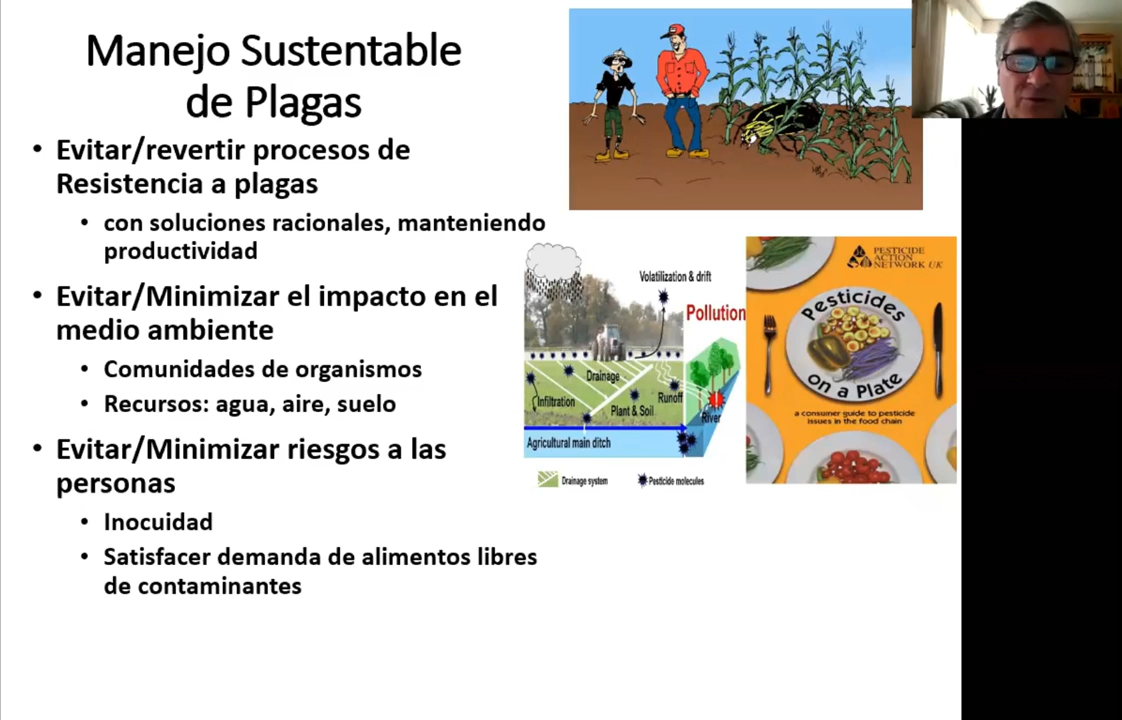 Manejo Sustentable
de Plagas
• Evitar/revertir procesos de
Resistencia a plagas
• con soluciones racionales, manteniendo
productividad
• Evitar/Minimizar el impacto en el
medio ambiente
• Comunidades de organismos
• Recursos: agua, aire, suelo
• Evitar/Minimizar riesgos a las
personas
• Inocuidad
• Satisfacer demanda de alimentos libres
de contaminantes
Volatilization & drift
Pollution
Drainage
Infiltration
Plant & Soil
Runoff
River
Agricultural main ditch
Drainage system
Pesticide molecules
PESTICIDE
ACTION
NETWORK UK
Pesticides
on a Plate
a consumer guide to pesticide
issues in the food chain